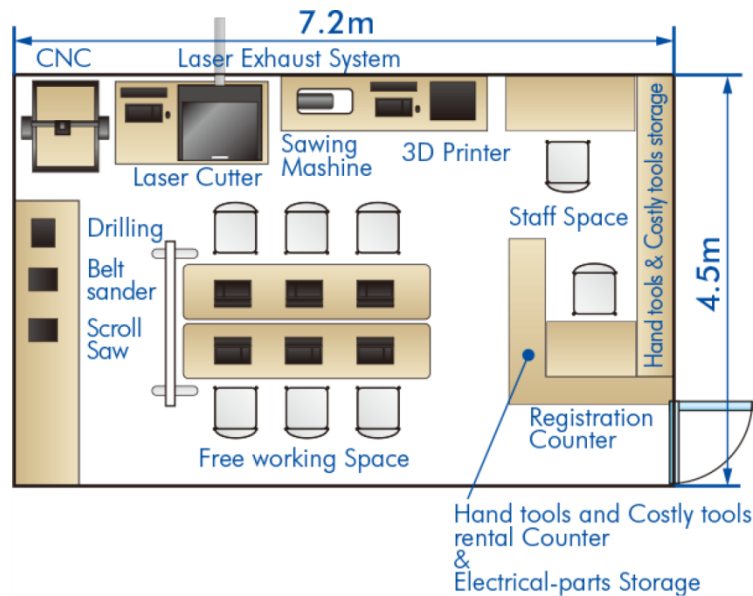 7.2m
CNC
Laser Exhaust System
Laser Cutter
Sawing
Mashine
3D Printer
Staff Space
Hand tools & Costly tools storage
4.5m
Drilling
Belt
sander
Scroll
Saw
Free working Space
Registration
Counter
Hand tools and Costly tools
rental Counter
&
Electrical-parts Storage